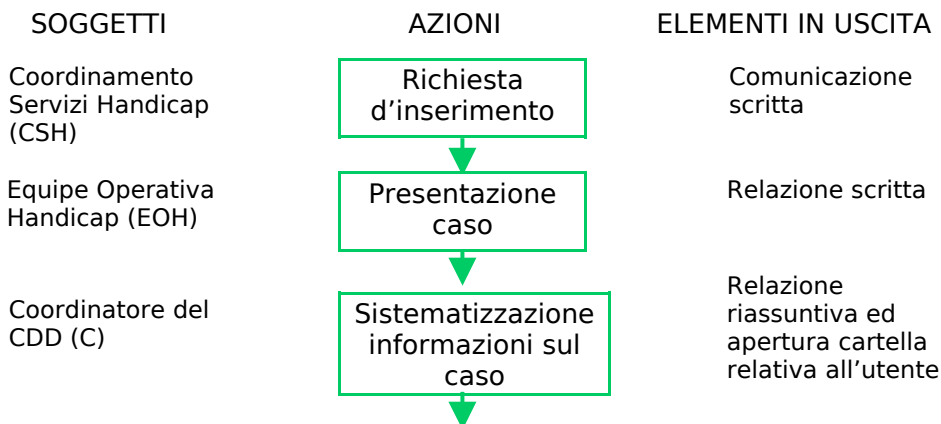 SOGGETTI
AZIONI
ELEMENTI IN USCITA
Coordinamento
Servizi Handicap
(CSH)
Richiesta
d’inserimento
Comunicazione
scritta
Equipe Operativa
Handicap (EOH)
Presentazione
caso
Relazione scritta
Coordinatore del
CDD (C)
Sistematizzazione
informazioni sul
caso
Relazione
riassuntiva ed
apertura cartella
relativa all’utente